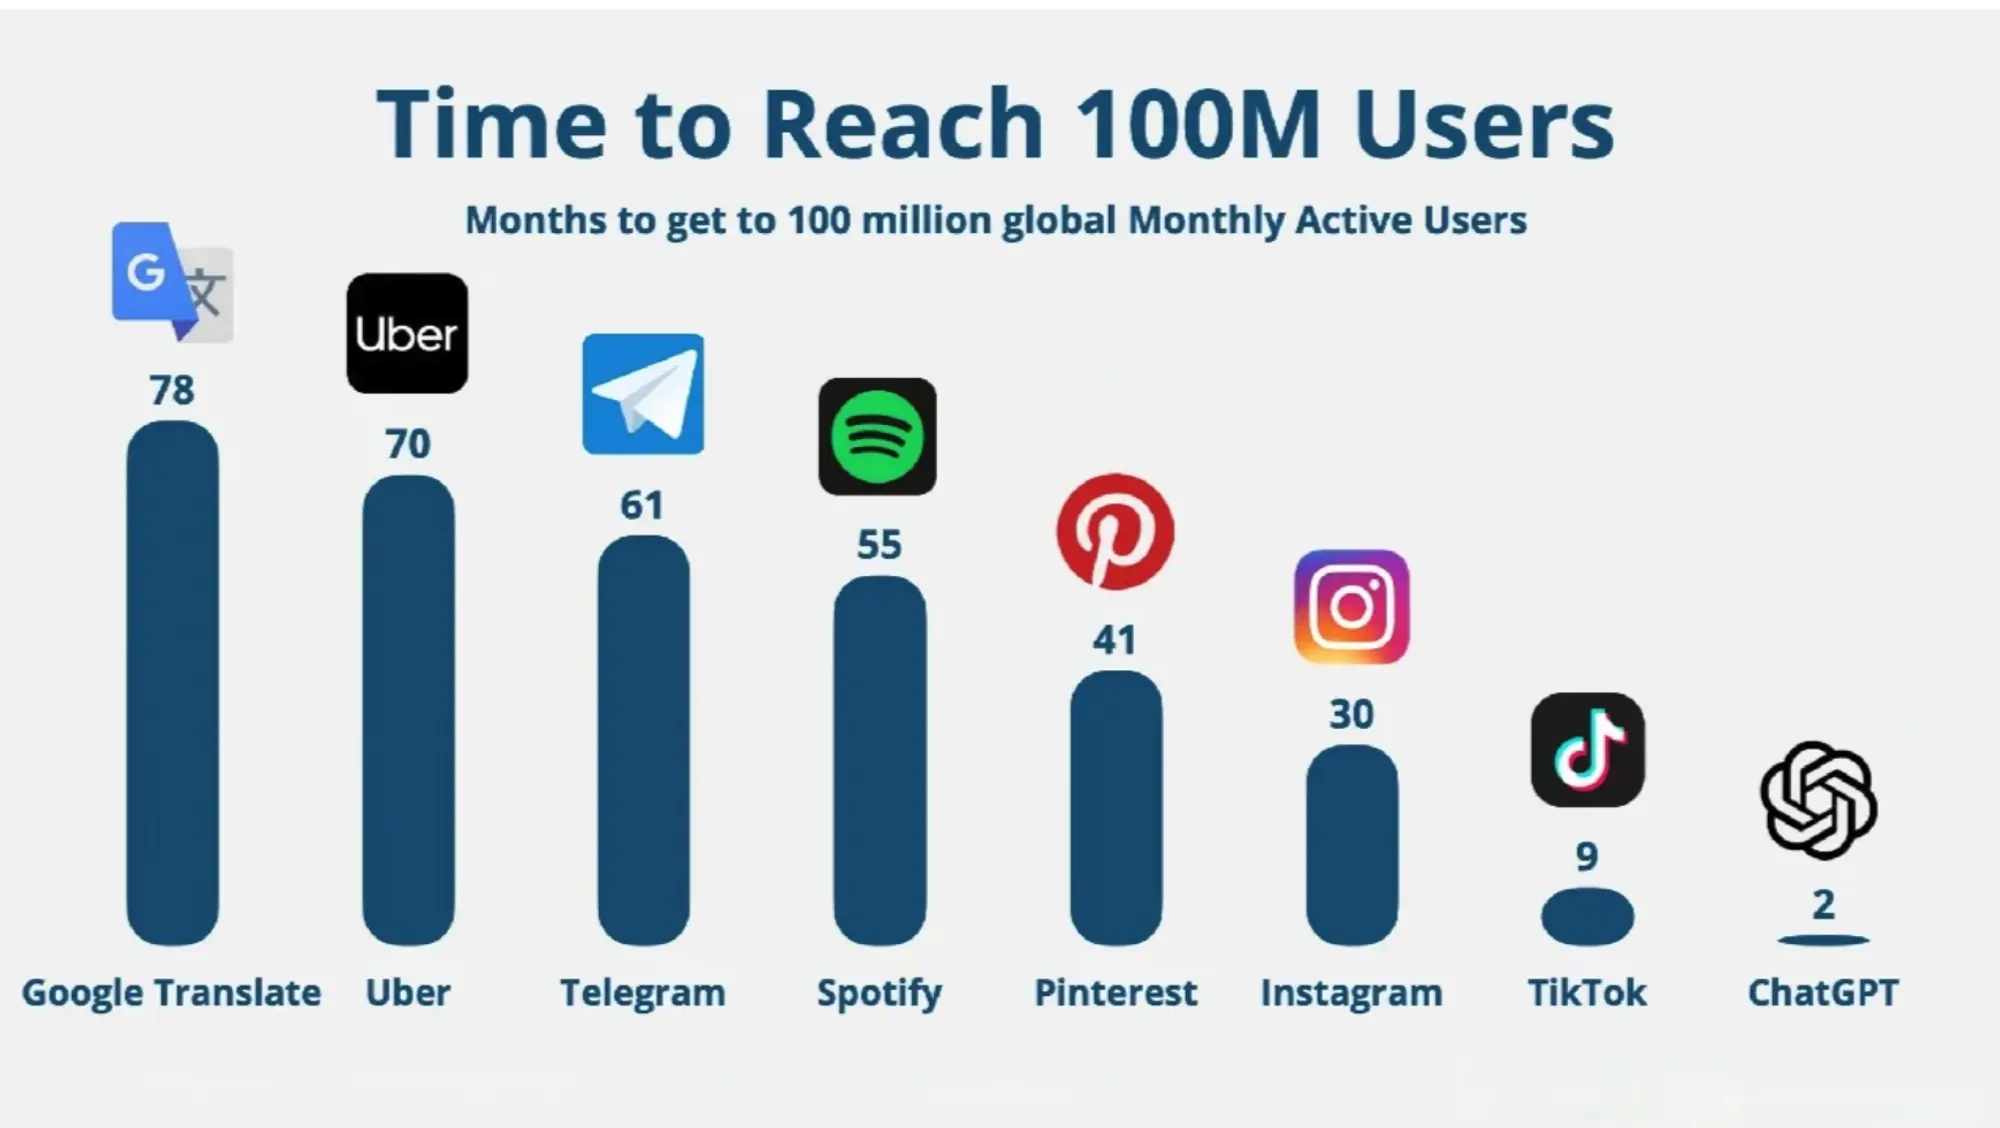 Time to Reach 100M Users
Months to get to 100 million global Monthly Active Users
G 文
Uber
78
70
61
55
41
30
9
2
Google Translate
Uber
Telegram
Spotify
Pinterest
Instagram
TikTok
ChatGPT